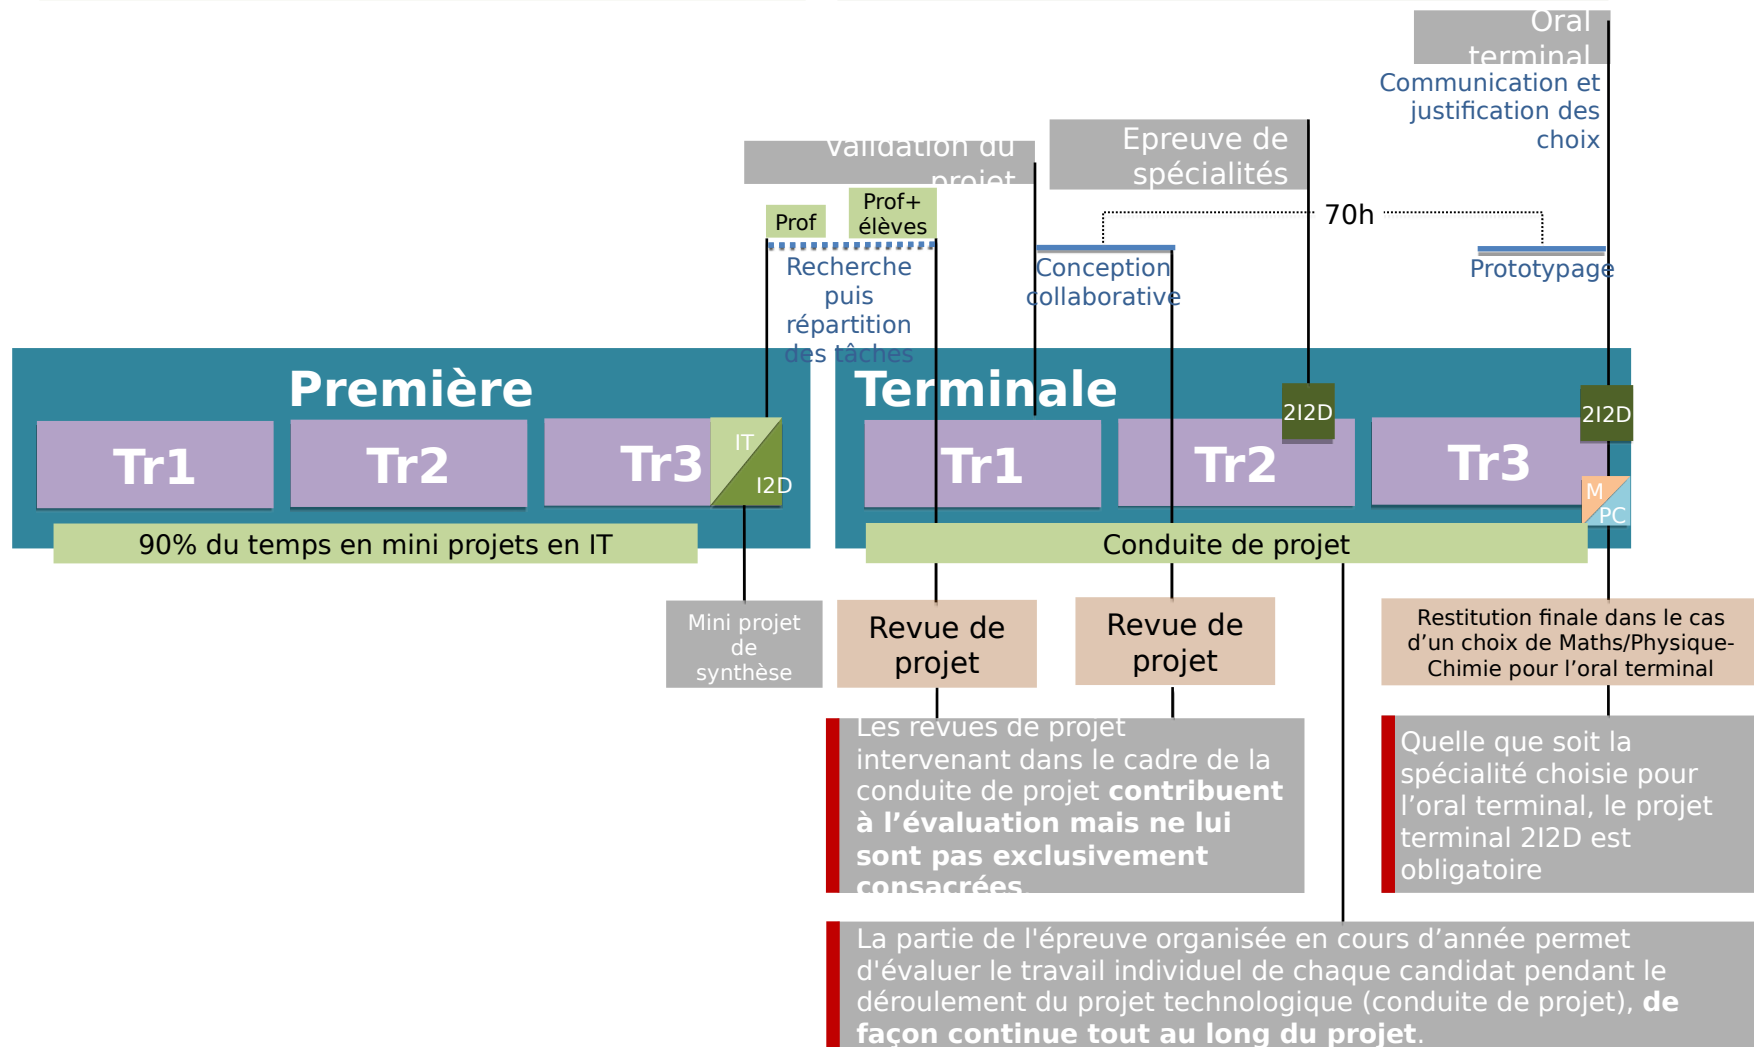 Oral
terminal
Communication et
justification des
choix
Validation du
projet
Epreuve de
spécialités
Prof
Prof+
élèves
70h
Recherche
puis
répartition
des tâches
Conception
collaborative
Prototypage
Première
Terminale
Tr1
Tr2
Tr3
IT
I2D
Tr1
Tr2
2I2D
Tr3
2I2D
M
PC
90% du temps en mini projets en IT
Conduite de projet
Mini projet
de
synthèse
Revue de
projet
Revue de
projet
Restitution finale dans le cas
d’un choix de Maths/Physique-
Chimie pour l’oral terminal
Les revues de projet
intervenant dans le cadre de la
conduite de projet contribuent
à l’évaluation mais ne lui
sont pas exclusivement
consacrées.
Quelle que soit la
spécialité choisie pour
l’oral terminal, le projet
terminal 2I2D est
obligatoire
La partie de l'épreuve organisée en cours d’année permet
d'évaluer le travail individuel de chaque candidat pendant le
déroulement du projet technologique (conduite de projet), de
façon continue tout au long du projet.